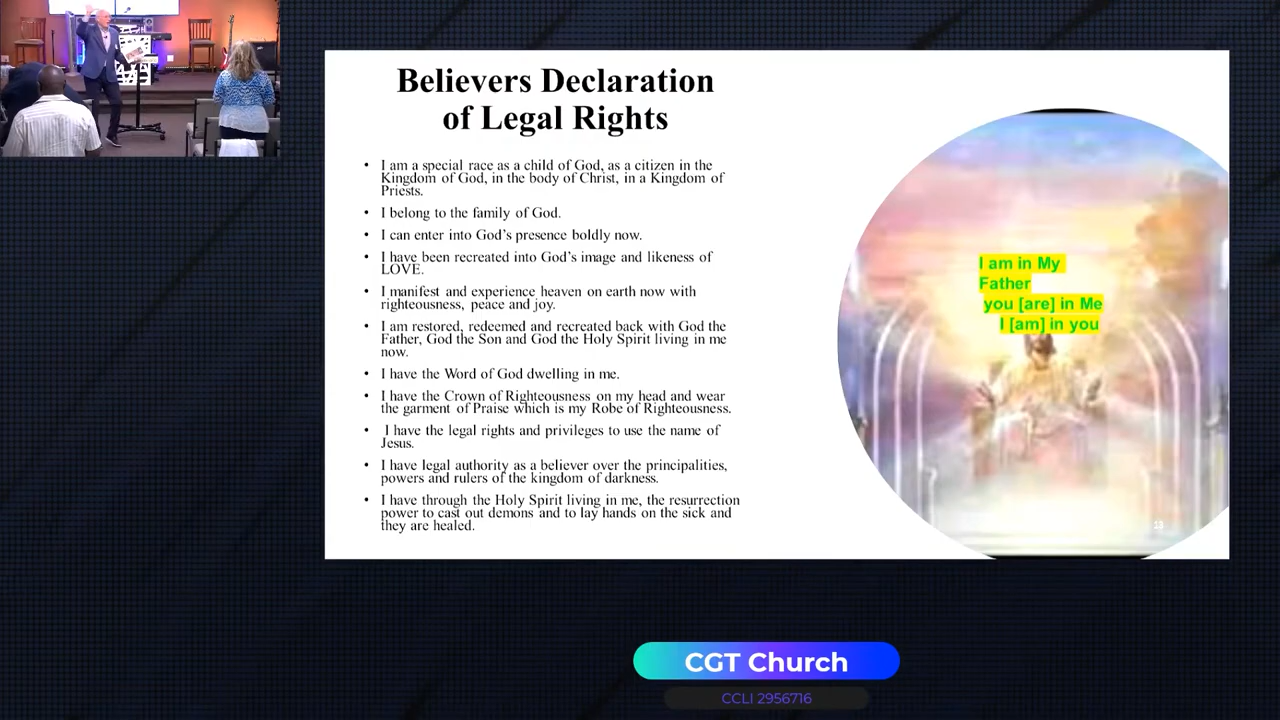 Believers Declaration
of Legal Rights
• I am a special race as a child of God, as a citizen in the
Kingdom of God, in the body of Christ, in a Kingdom of
Priests.
• I belong to the family of God.
• I can enter into God’s presence boldly now.
• I have been recreated into God’s image and likeness of
LOVE.
• I manifest and experience heaven on earth now with
righteousness, peace and joy.
• I am restored, redeemed and recreated back with God the
Father, God the Son and God the Holy Spirit living in me
now.
• I have the Word of God dwelling in me.
• I have the Crown of Righteousness on my head and wear
the garment of Praise which is my Robe of Righteousness.
• I have the legal rights and privileges to use the name of
Jesus.
• I have legal authority as a believer over the principalities,
powers and rulers of the kingdom of darkness.
• I have through the Holy Spirit living in me, the resurrection
power to cast out demons and to lay hands on the sick and
they are healed.
I am in My
Father
you [are] in Me
I [am] in you
13
CGT Church
CCLI 2956716